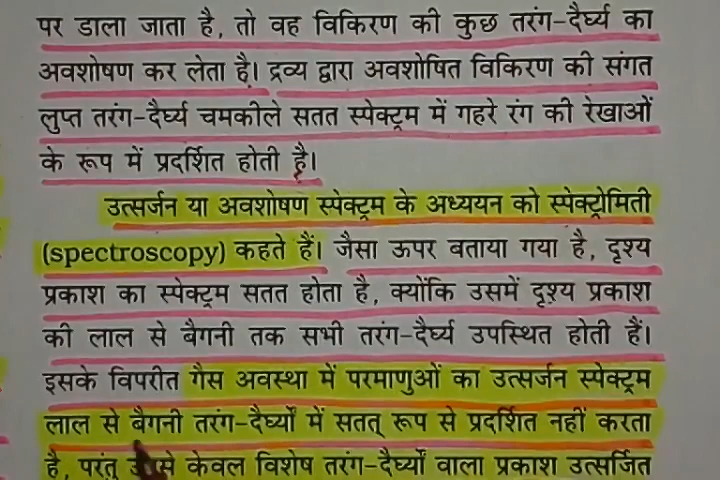 पर डाला जाता है, तो वह विकिरण की कुछ तरंग-दैर्घ्य का
अवशोषण कर लेता है। द्रव्य द्वारा अवशोषित विकिरण की संगत
लुप्त तरंग-दैर्घ्य चमकीले सतत स्पेक्ट्रम में गहरे रंग की रेखाओं
के रूप में प्रदर्शित होती है।
उत्सर्जन या अवशोषण स्पेक्ट्रम के अध्ययन को स्पेक्ट्रोमिती
(spectroscopy) कहते हैं। जैसा ऊपर बताया गया है, दृश्य
प्रकाश का स्पेक्ट्रम सतत होता है, क्योंकि उसमें दृश्य प्रकाश
की लाल से बैगनी तक सभी तरंग-दैर्घ्य उपस्थित होती हैं।
इसके विपरीत गैस अवस्था में परमाणुओं का उत्सर्जन स्पेक्ट्रम
लाल से बैगनी तरंग-दैर्घ्यों में सतत् रूप से प्रदर्शित नहीं करता
है, परंतु केवल विशेष तरंग-दैर्घ्यों वाला प्रकाश उत्सर्जित